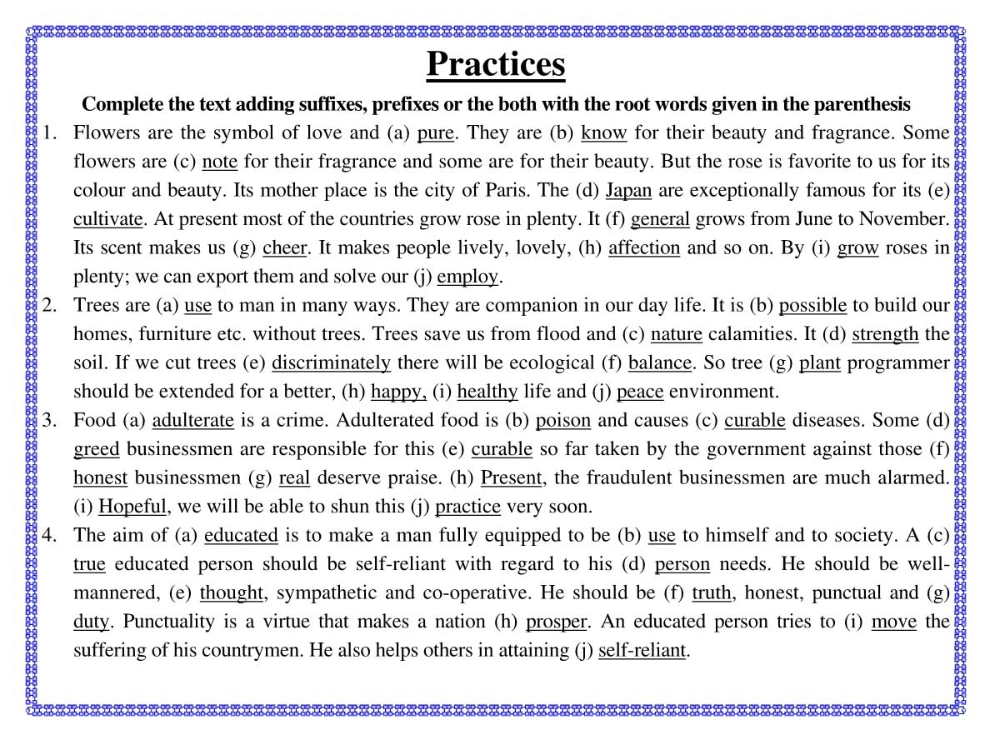 Practices
Complete the text adding suffixes, prefixes or the both with the root words given in the parenthesis
1. Flowers are the symbol of love and (a) pure. They are (b) know for their beauty and fragrance. Some
flowers are (c) note for their fragrance and some are for their beauty. But the rose is favorite to us for its
colour and beauty. Its mother place is the city of Paris. The (d) Japan are exceptionally famous for its (e)
cultivate. At present most of the countries grow rose in plenty. It (f) general grows from June to November.
Its scent makes us (g) cheer. It makes people lively, lovely, (h) affection and so on. By (i) grow roses in
plenty; we can export them and solve our (j) employ.
2. Trees are (a) use to man in many ways. They are companion in our day life. It is (b) possible to build our
homes, furniture etc. without trees. Trees save us from flood and (c) nature calamities. It (d) strength the
soil. If we cut trees (e) discriminately there will be ecological (f) balance. So tree (g) plant programmer
should be extended for a better, (h) happy, (i) healthy life and (j) peace environment.
3. Food (a) adulterate is a crime. Adulterated food is (b) poison and causes (c) curable diseases. Some (d)
greed businessmen are responsible for this (e) curable so far taken by the government against those (f)
honest businessmen (g) real deserve praise. (h) Present, the fraudulent businessmen are much alarmed.
(i) Hopeful, we will be able to shun this (j) practice very soon.
4. The aim of (a) educated is to make a man fully equipped to be (b) use to himself and to society. A (c)
true educated person should be self-reliant with regard to his (d) person needs. He should be well-
mannered, (e) thought, sympathetic and co-operative. He should be (f) truth, honest, punctual and (g)
duty. Punctuality is a virtue that makes a nation (h) prosper. An educated person tries to (i) move the
suffering of his countrymen. He also helps others in attaining (j) self-reliant.